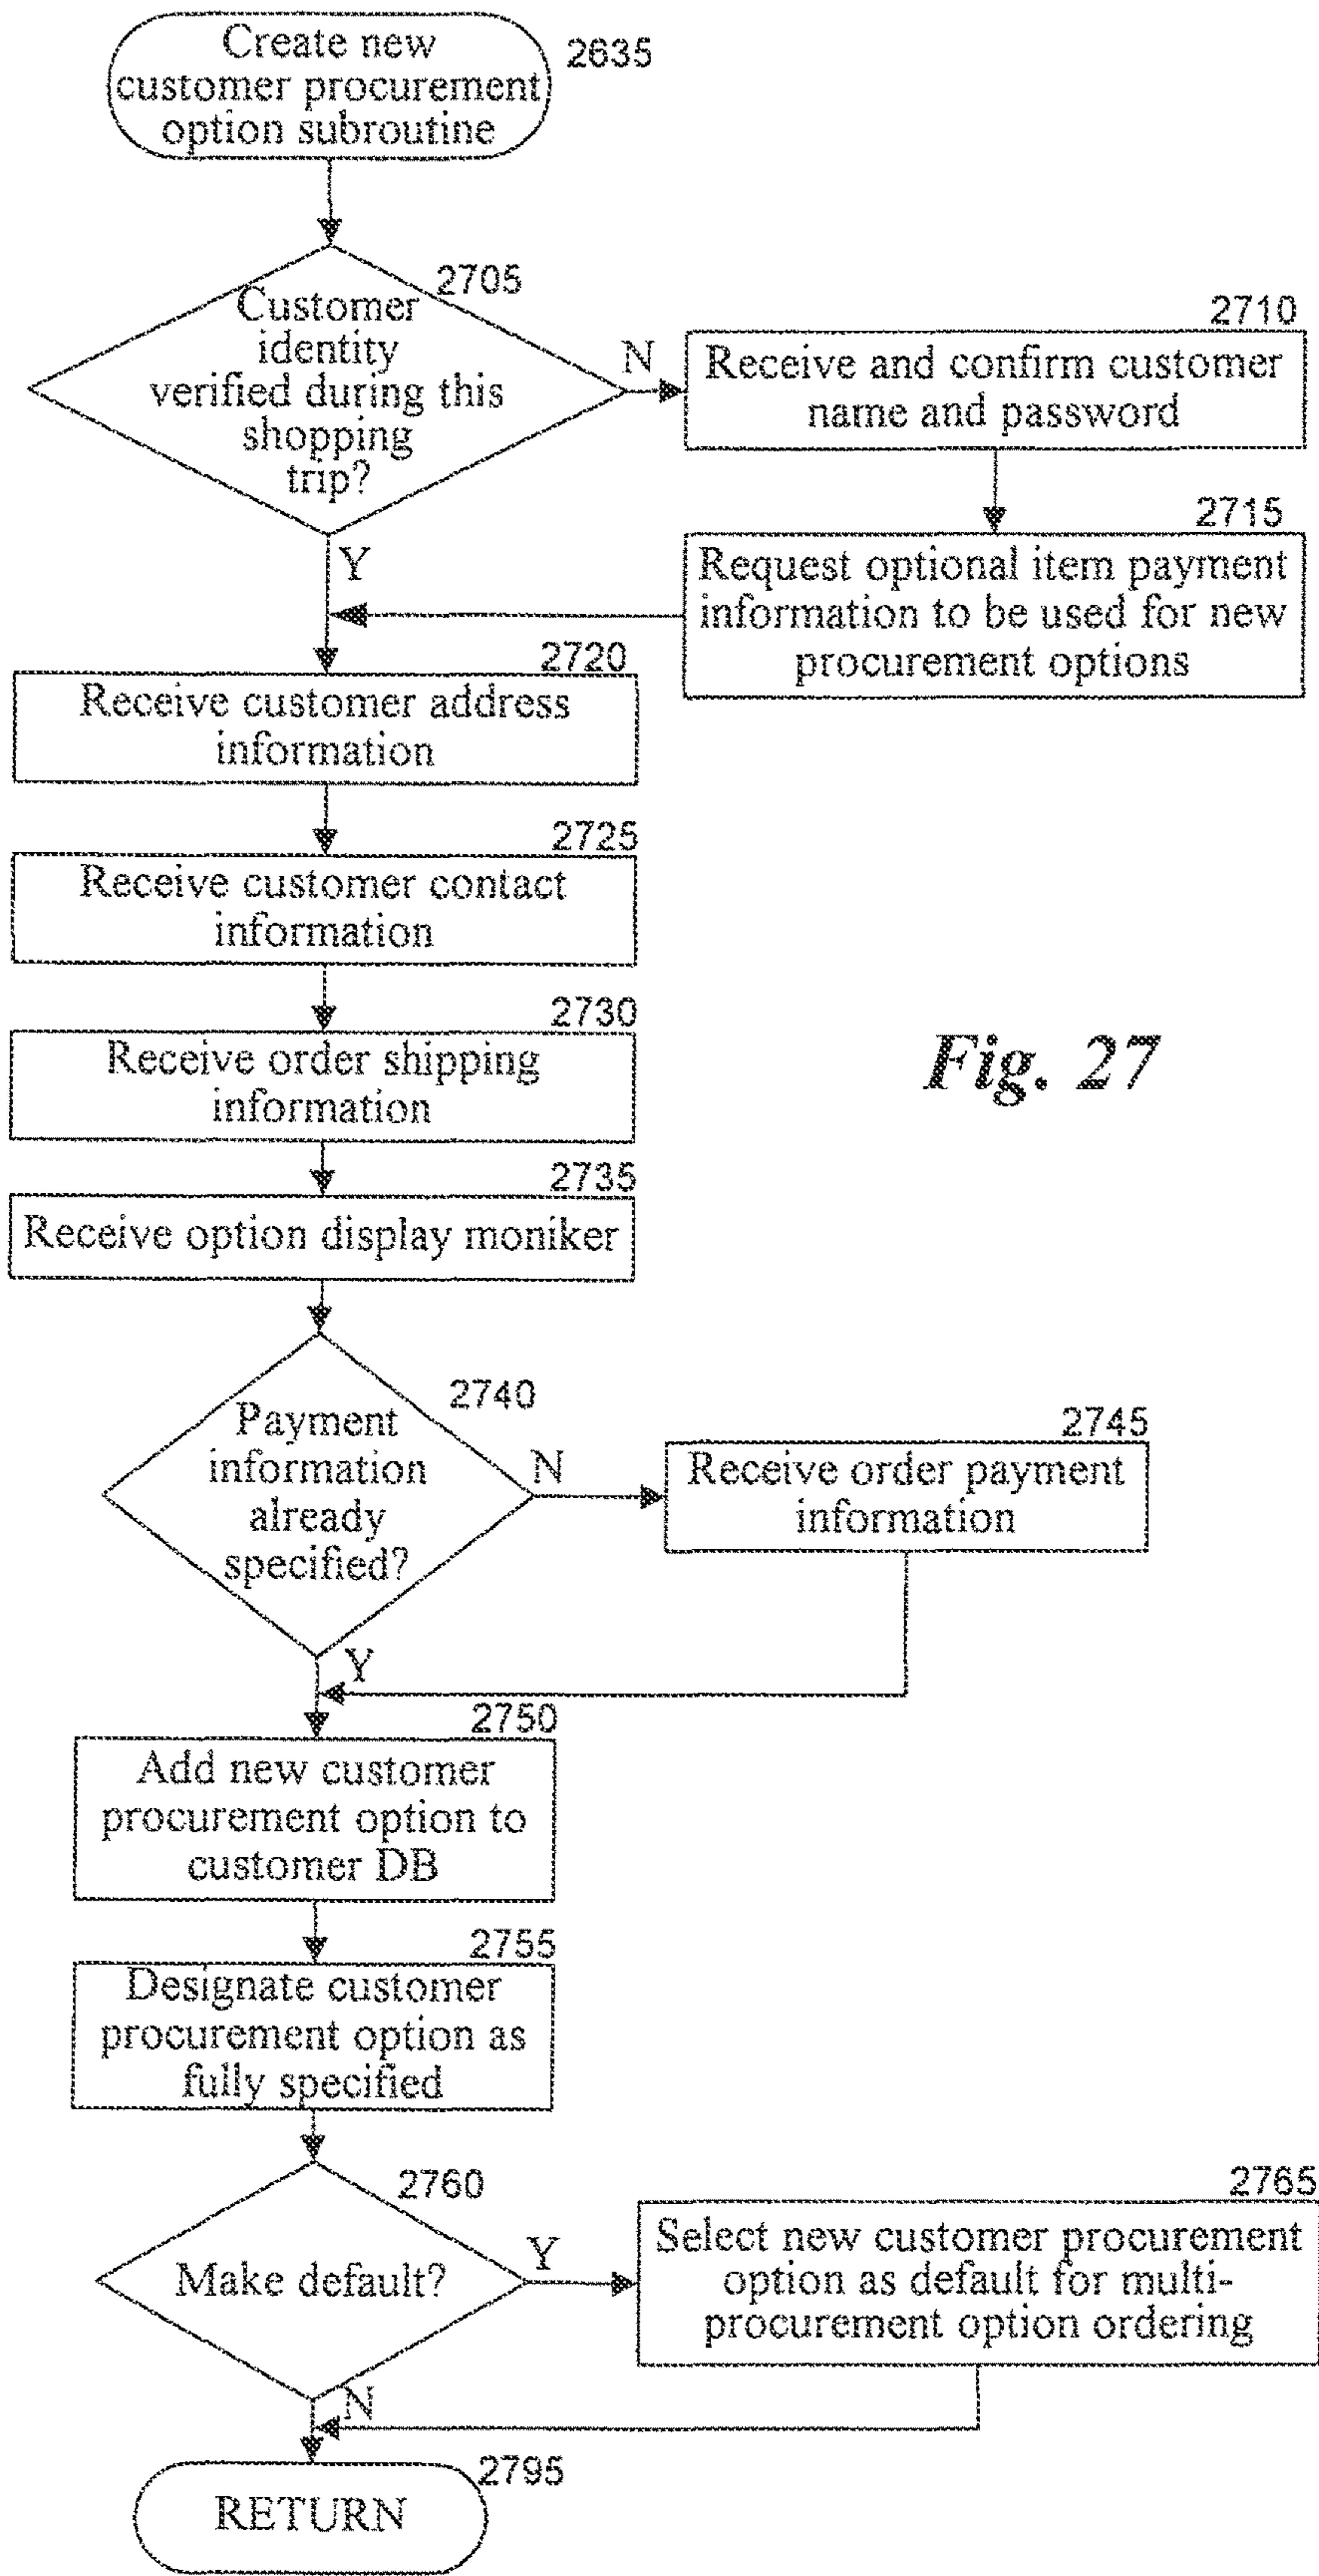 Create new
customer procurement
option subroutine
2635
2705
Customer
identity
verified during this
shopping
trip?
N
Y
2710
Receive and confirm customer
name and password
2715
Request optional item payment
information to be used for new
procurement options
2720
Receive customer address
information
2725
Receive customer contact
information
2730
Receive order shipping
information
Fig. 27
2735
Receive option display moniker
2740
Payment
information
already
specified?
N
Y
2745
Receive order payment
information
2750
Add new customer
procurement option to
customer DB
2755
Designate customer
procurement option as
fully specified
2760
Make default?
Y
N
2765
Select new customer procurement
option as default for multi-
procurement option ordering
2795
RETURN